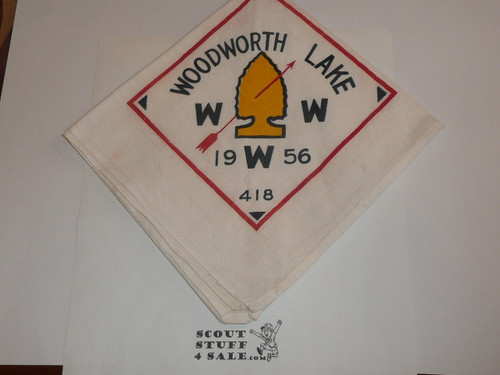 WOODWORTH LAKE
W W
19 W 56
418
SCOUT
STUFF
4 SALE.com